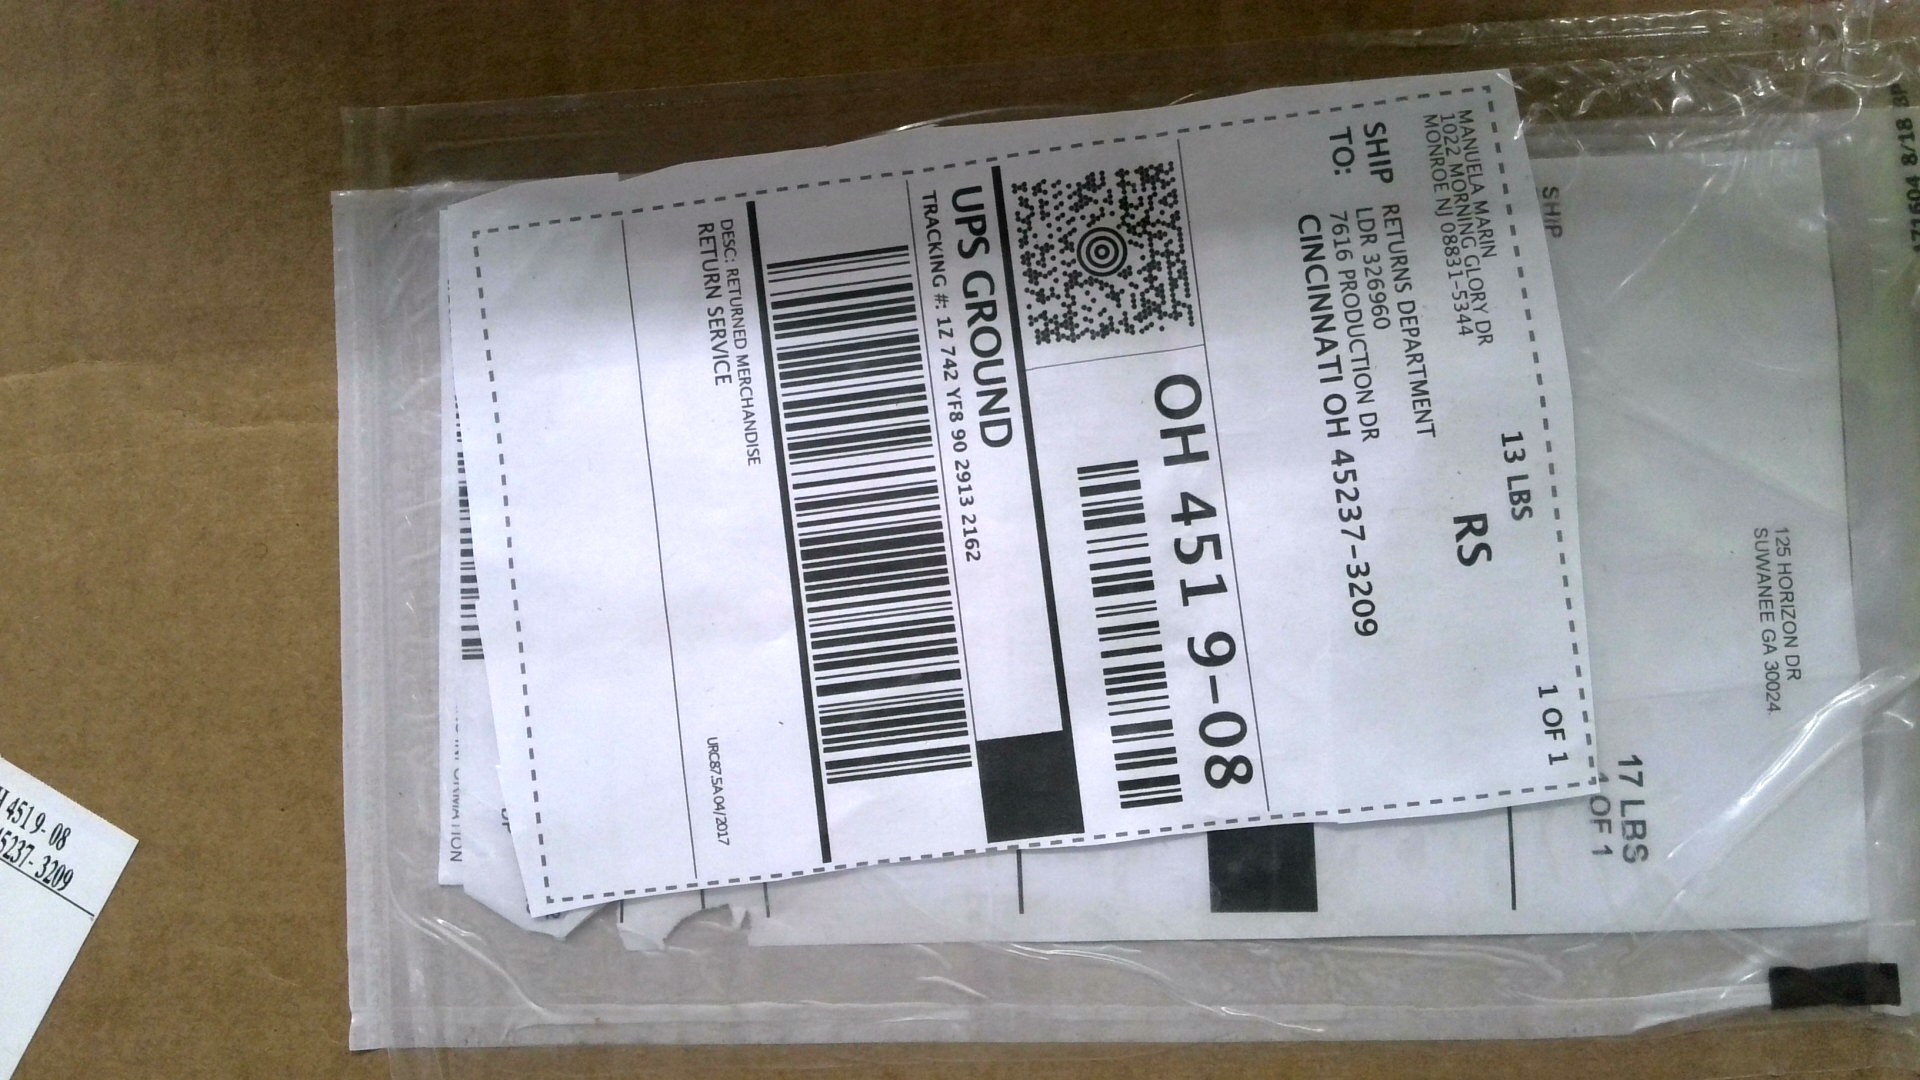 MANUELA MARIN
1022 MORNING GLORY DR
MONROE NJ 08831-5344
13 LBS
1 OF 1
RS
SHIP
TO:
RETURNS DEPARTMENT
LDR 326960
7616 PRODUCTION DR
CINCINNATI OH 45237-3209
OH 451 9-08
UPS GROUND
TRACKING #: 1Z 742 YF8 90 2913 2162
DESC: RETURNED MERCHANDISE
RETURN SERVICE
URC87.5A 04/2017
125 HORIZON DR
SUWANEE GA 30024
17 LBS
1 OF 1
SHIP
4519-08
3209